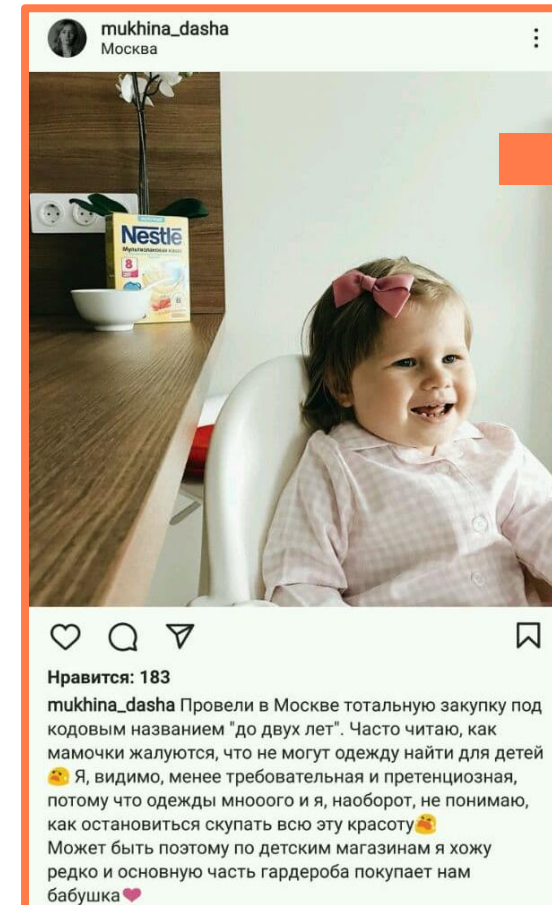 mukhina_dasha
Москва
Nestlé
8
Нравится: 183
mukhina_dasha Провели в Москве тотальную закупку под
кодовым названием "до двух лет". Часто читаю, как
мамочки жалуются, что не могут одежду найти для детей
😩 Я, видимо, менее требовательная и претенциозная,
потому что одежды мнооого и я, наоборот, не понимаю,
как остановиться скупать всю эту красоту😩
Может быть поэтому по детским магазинам я хожу
редко и основную часть гардероба покупает нам
бабушка❤